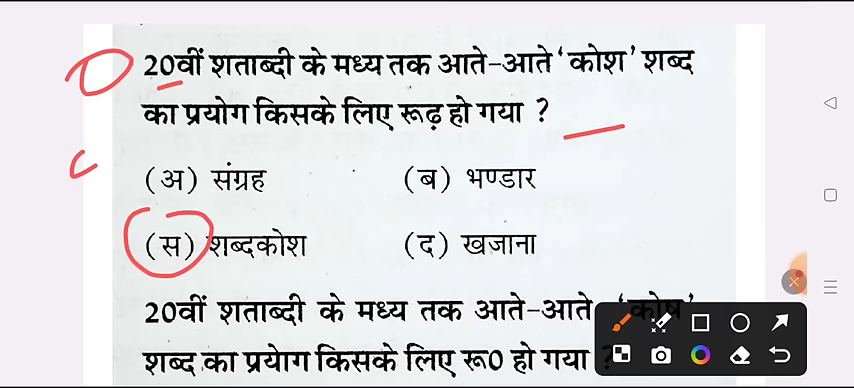 20वीं शताब्दी के मध्य तक आते-आते 'कोश' शब्द
का प्रयोग किसके लिए रूढ़ हो गया ?
(अ) संग्रह (ब) भण्डार
(स) शब्दकोश (द) खजाना
20वीं शताब्दी के मध्य तक आते-आते 'कोष'
शब्द का प्रयोग किसके लिए रू0 हो गया ?